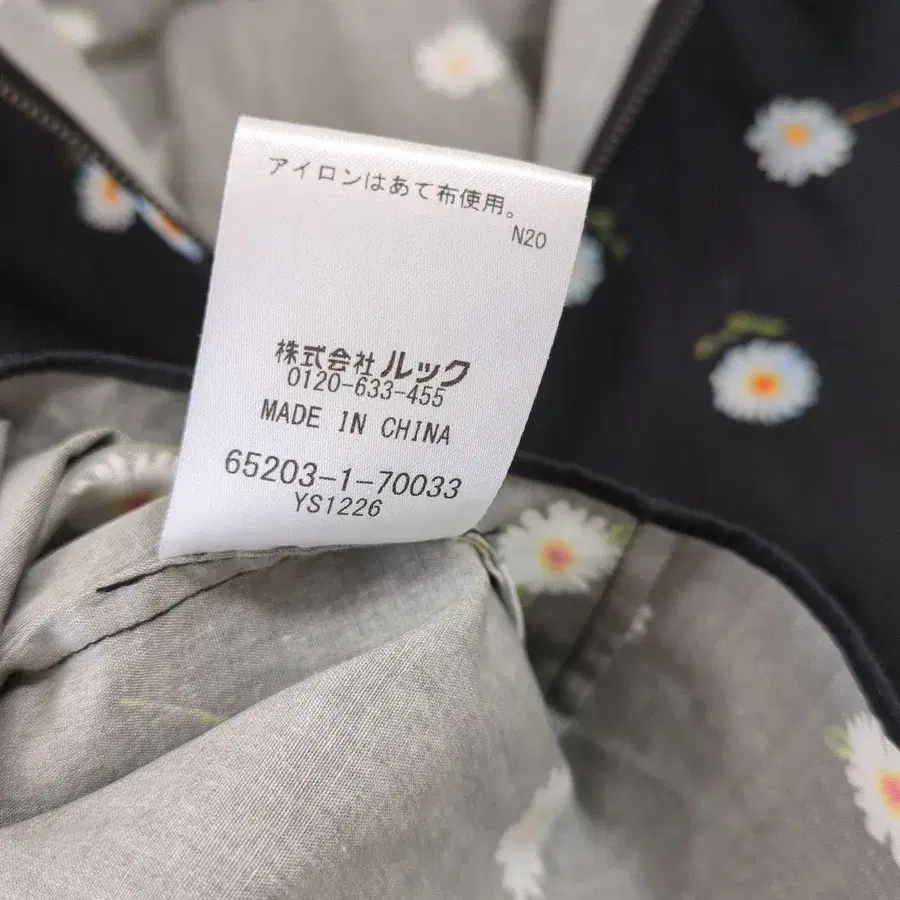 アイロンはあて布使用。
N20
株式会社ルック
0120-633-455
MADE IN CHINA
65203-1-70033
YS1226